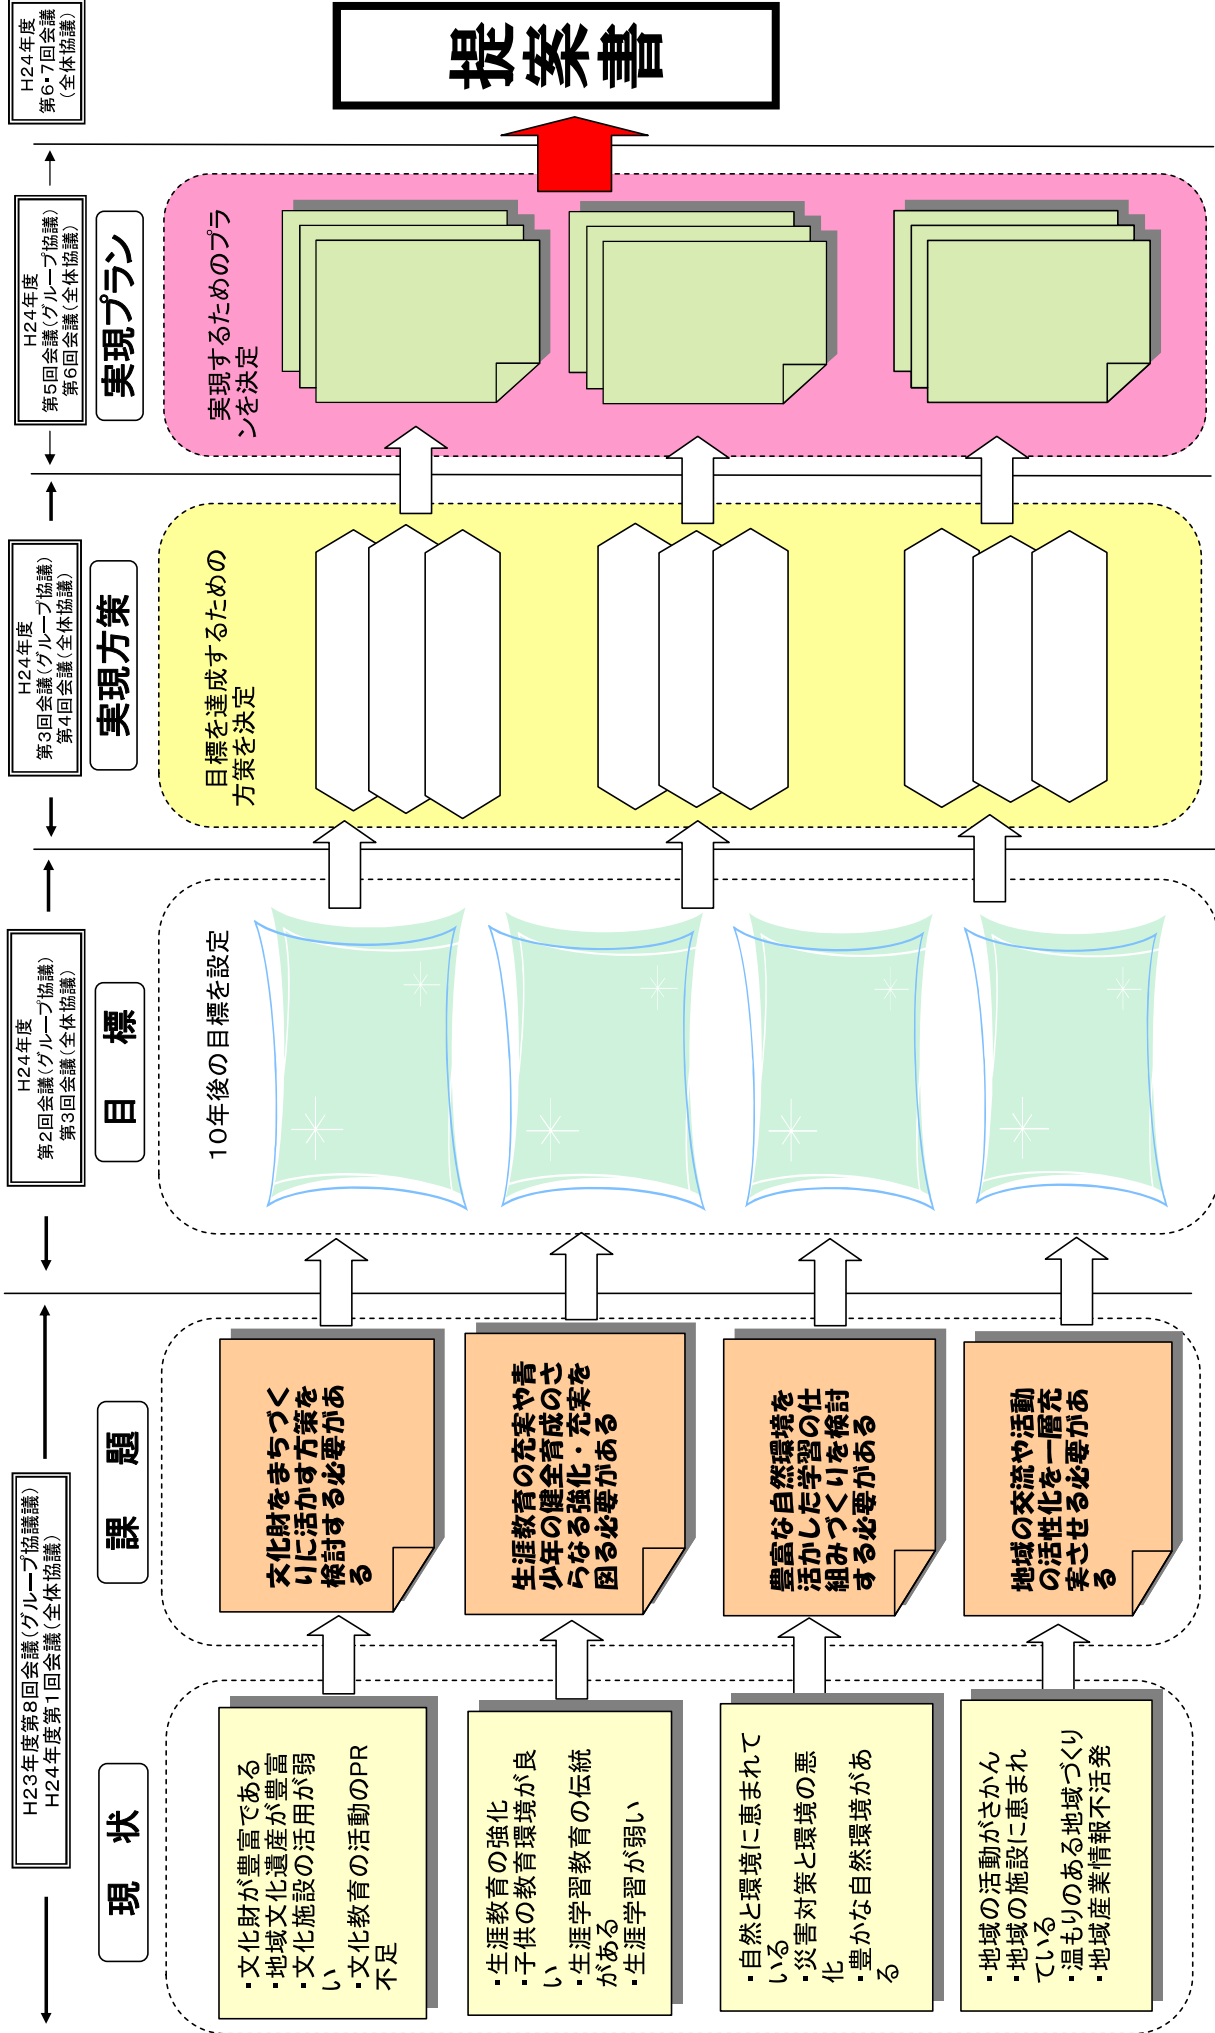 H23年度第8回会議(グループ協議議)
H24年度第1回会議(全体協議)
現 状
・文化財が豊富である
・地域文化遺産が豊富
・文化施設の活用が弱
い
・文化教育の活動のPR
不足
・生涯教育の強化
・子供の教育環境が良
い
・生涯学習教育の伝統
がある
・生涯学習が弱い
・自然と環境に恵まれて
いる
・災害対策と環境の悪
化
・豊かな自然環境があ
る
・地域の活動がさかん
・地域の施設に恵まれ
ている
・温もりのある地域づくり
・地域産業情報不活発
課 題
文化財をまちづく
りに活かす方策を
検討する必要があ
る
生涯教育の充実や青
少年の健全育成のさ
らなる強化・充実を
図る必要がある
豊富な自然環境を
活かした学習の仕
組みづくりを検討
する必要がある
地域の交流や活動
の活性化を一層充
実させる必要があ
る
H24年度
第2回会議(グループ協議)
第3回会議(全体協議)
目 標
10年後の目標を設定
H24年度
第3回会議(グループ協議)
第4回会議(全体協議)
実現方策
目標を達成するための
方策を決定
H24年度
第5回会議(グループ協議)
第6回会議(全体協議)
実現プラン
実現するためのプラ
ンを決定
H24年度
第6・7回会議
(全体協議)
提案書